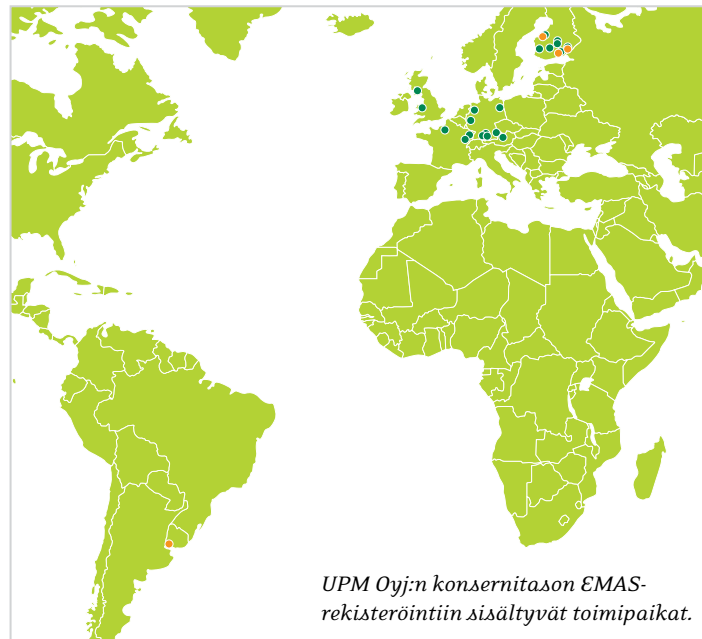 UPM Oyj:n konsernitason EMAS-
rekisteröintiin sisältyvät toimipaikat.